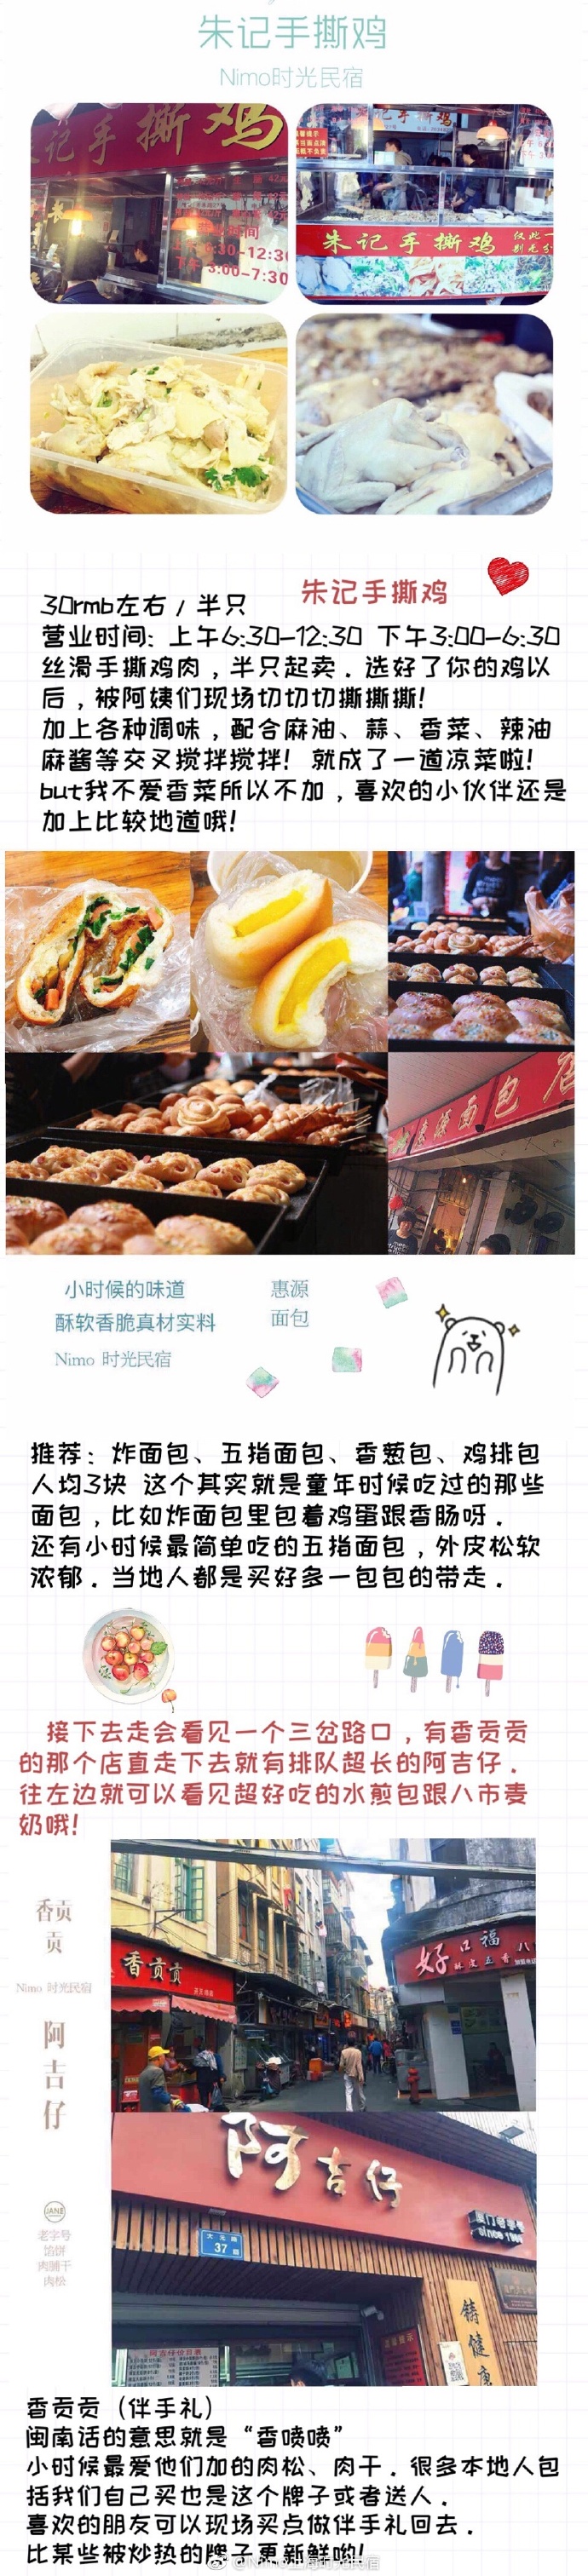 朱记手撕鸡
Nimo时光民宿
记手撕鸡
时间
6:30-12:30
下午3:00-7:30
朱记手撕鸡
朱记手撕鸡
30rmb左右/半只
营业时间：上午6:30-12:30 下午3:00-6:30
丝滑手撕鸡肉，半只起卖．选好了你的鸡以
后，被阿姨们现场切切切撕撕撕！
加上各种调味，配合麻油、蒜、香菜、辣油
麻酱等交叉搅拌搅拌！就成了一道凉菜啦！
but我不爱香菜所以不加，喜欢的小伙伴还是
加上比较地道哦！
源面包店
小时候的味道
酥软香脆真材实料
Nimo 时光民宿
惠源
面包
推荐：炸面包、五指面包、香葱包、鸡排包
人均3块 这个其实就是童年时候吃过的那些
面包，比如炸面包里包着鸡蛋跟香肠呀．
还有小时候最简单吃的五指面包，外皮松软
浓郁．当地人都是买好多一包包的带走．
接下去走会看见一个三岔路口，有香贡贡
的那个店直走下去就有排队超长的阿吉仔．
往左边就可以看见超好吃的水煎包跟八市麦
奶哦！
香贡
贡
Nimo 时光民宿
阿吉仔
JANE
老字号
馅饼
肉脯干
肉松
香贡贡
好口福
酥皮五香
阿吉仔
since
大元路
37
铸健康
香贡贡（伴手礼）
闽南话的意思就是“香喷喷”
小时候最爱他们加的肉松、肉干．很多本地人包
括我们自己买也是这个牌子或者送人．
喜欢的朋友可以现场买点做伴手礼回去．
比某些被炒热的牌子更新鲜哟！